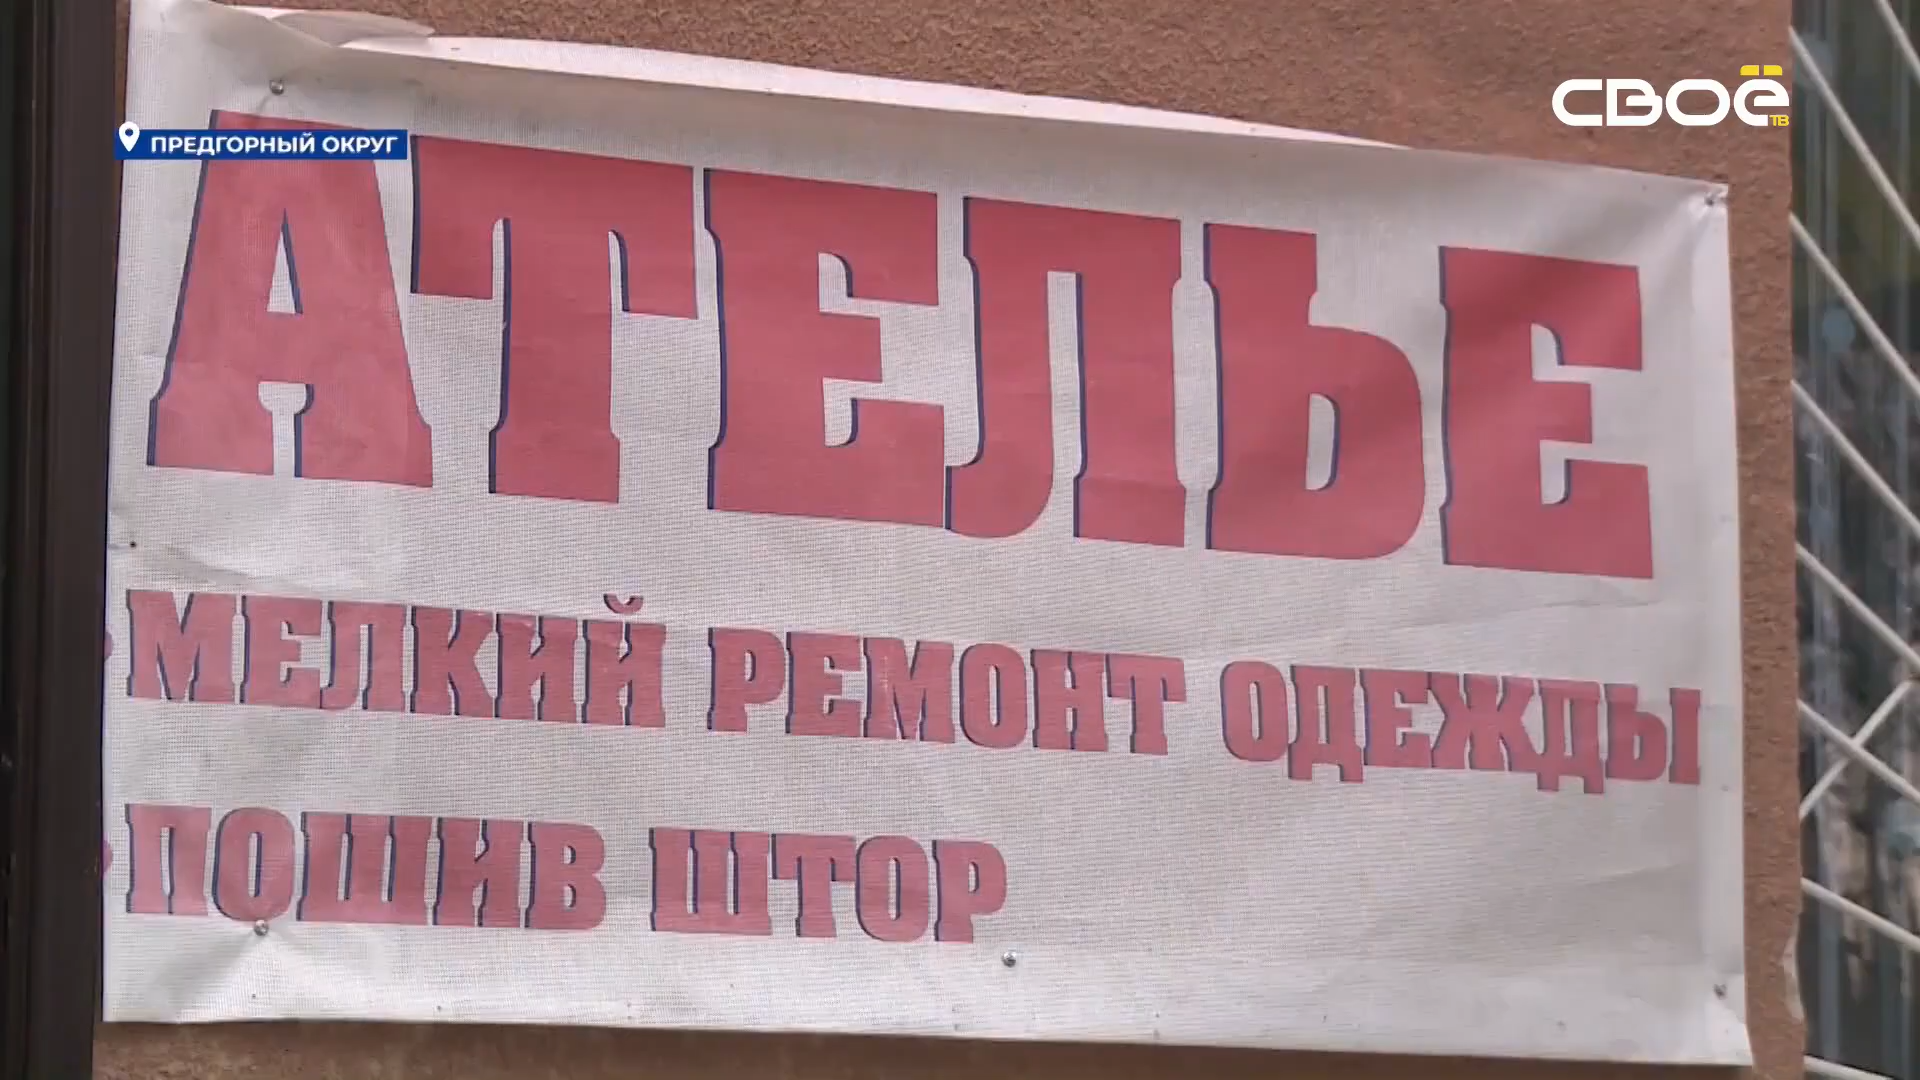 СВОЁ
ТВ
ПРЕДГОРНЫЙ ОКРУГ
АТЕЛЬЕ
МЕЛКИЙ РЕМОНТ ОДЕЖДЫ
ПОШИВ ШТОР